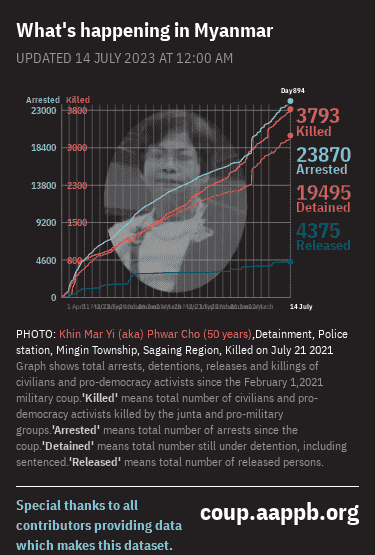 What's happening in Myanmar
UPDATED 14 JULY 2023 AT 12:00 AM
Day894
Arrested Killed
23000 3800
3793
Killed
18400 3000
23870
Arrested
13800 2300
19495
Detained
9200 1500
4375
Released
4600 800
0
14 July
PHOTO: Khin Mar Yi (aka) Phwar Cho (50 years),Detainment, Police
station, Mingin Township, Sagaing Region, Killed on July 21 2021
Graph shows total arrests, detentions, releases and killings of
civilians and pro-democracy activists since the February 1,2021
military coup.'Killed' means total number of civilians and pro-
democracy activists killed by the junta and pro-military
groups.'Arrested' means total number of arrests since the
coup.'Detained' means total number still under detention, including
sentenced.'Released' means total number of released persons.
Special thanks to all
contributors providing data
which makes this dataset.
coup.aappb.org